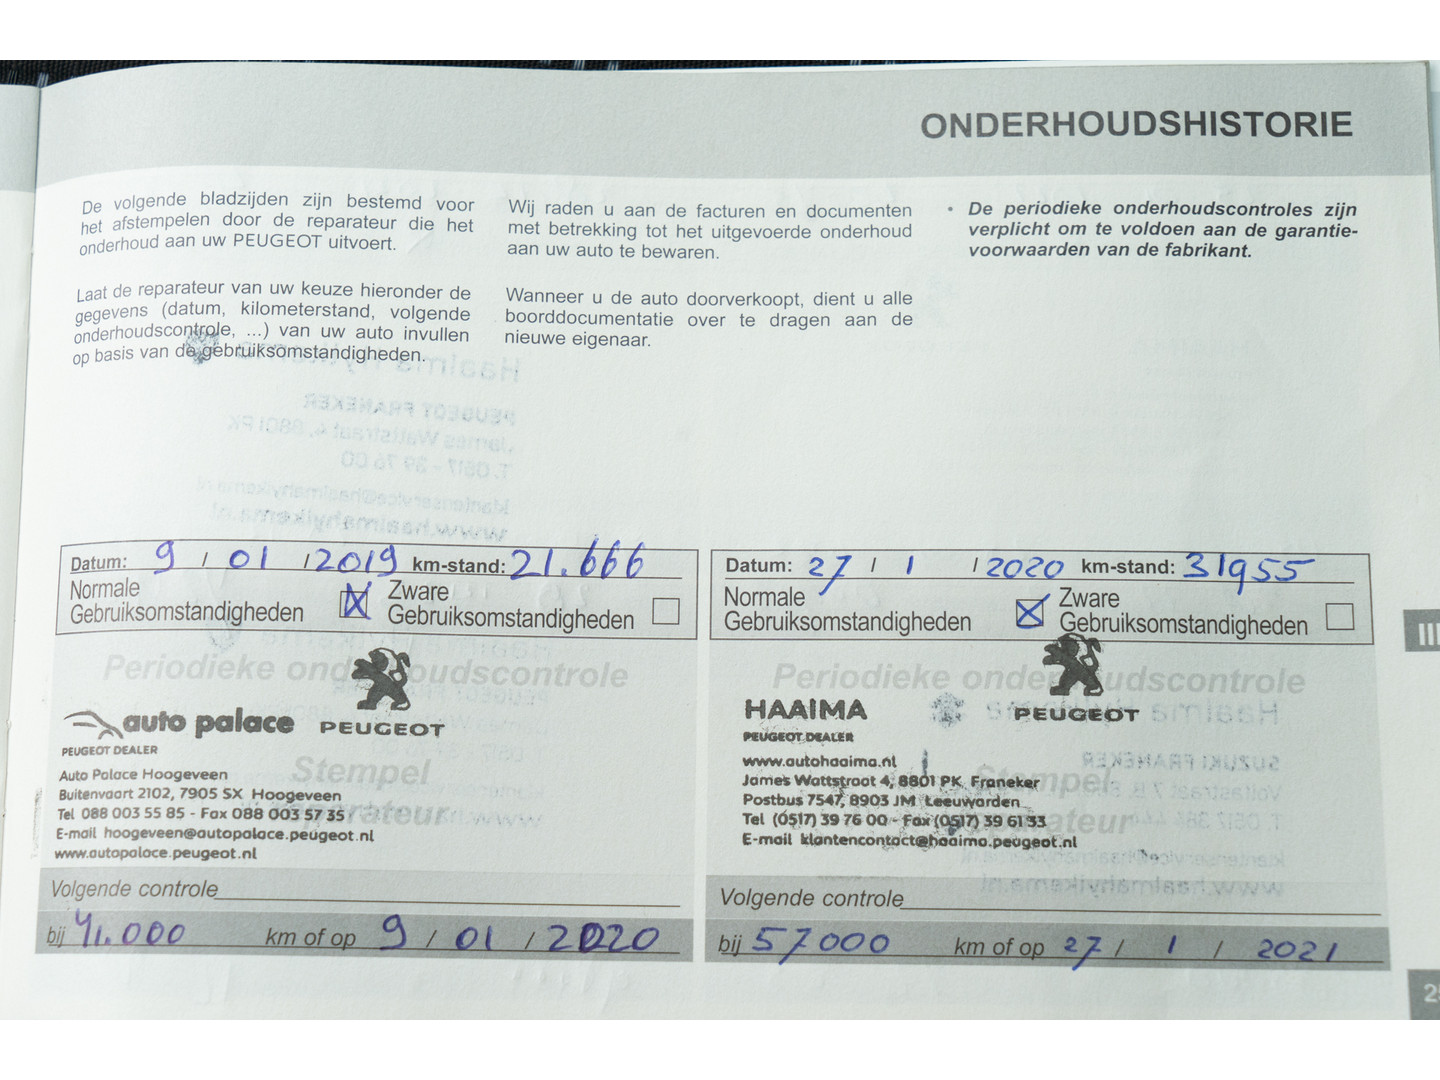 ONDERHOUDSHISTORIE
De volgende bladzijden zijn bestemd voor
het afstempelen door de reparateur die het
onderhoud aan uw PEUGEOT uitvoert.
Laat de reparateur van uw keuze hieronder de
gegevens (datum, kilometerstand, volgende
onderhoudscontrole, ...) van uw auto invullen
op basis van de gebruiksomstandigheden.
Wij raden u aan de facturen en documenten
met betrekking tot het uitgevoerde onderhoud
aan uw auto te bewaren.
Wanneer u de auto doorverkoopt, dient u alle
boorddocumentatie over te dragen aan de
nieuwe eigenaar.
• De periodieke onderhoudscontroles zijn
verplicht om te voldoen aan de garantie-
voorwaarden van de fabrikant.
Datum: 9 / 01 / 2019 km-stand: 21.666
Normale Gebruiksomstandigheden
Zware Gebruiksomstandigheden
Periodieke onderhoudscontrole
auto palace PEUGEOT
PEUGEOT DEALER
Stempel
reparateur
Auto Palace Hoogeveen
Buitenvaart 2102, 7905 SX Hoogeveen
Tel 088 003 55 85 - Fax 088 003 57 35
E-mail hoogeveen@autopalace.peugeot.nl
www.autopalace.peugeot.nl
Volgende controle
bij 41.000 km of op 9 / 01 / 2020
Datum: 27 / 1 / 2020 km-stand: 31955
Normale Gebruiksomstandigheden
Zware Gebruiksomstandigheden
Periodieke onderhoudscontrole
HAAIMA PEUGEOT
PEUGEOT DEALER
Stempel
reparateur
www.autohaaima.nl
James Wattstraat 4, 8801 PK Franeker
Postbus 7547, 8903 JM Leeuwarden
Tel (0517) 39 76 00 - Fax (0517) 39 61 33
E-mail klantencontact@haaima.peugeot.nl
Volgende controle
bij 57000 km of op 27 / 1 / 2021
III